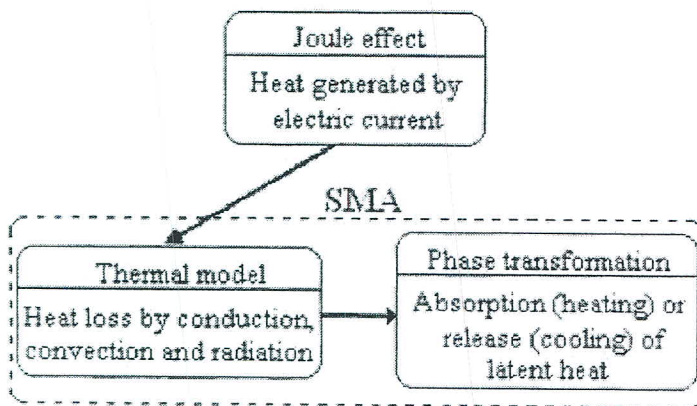 Joule effect
Heat generated by
electric current
SMA
Thermal model
Heat loss by conduction,
convection and radiation
Phase transformation
Absorption (heating) or
release (cooling) of
latent heat